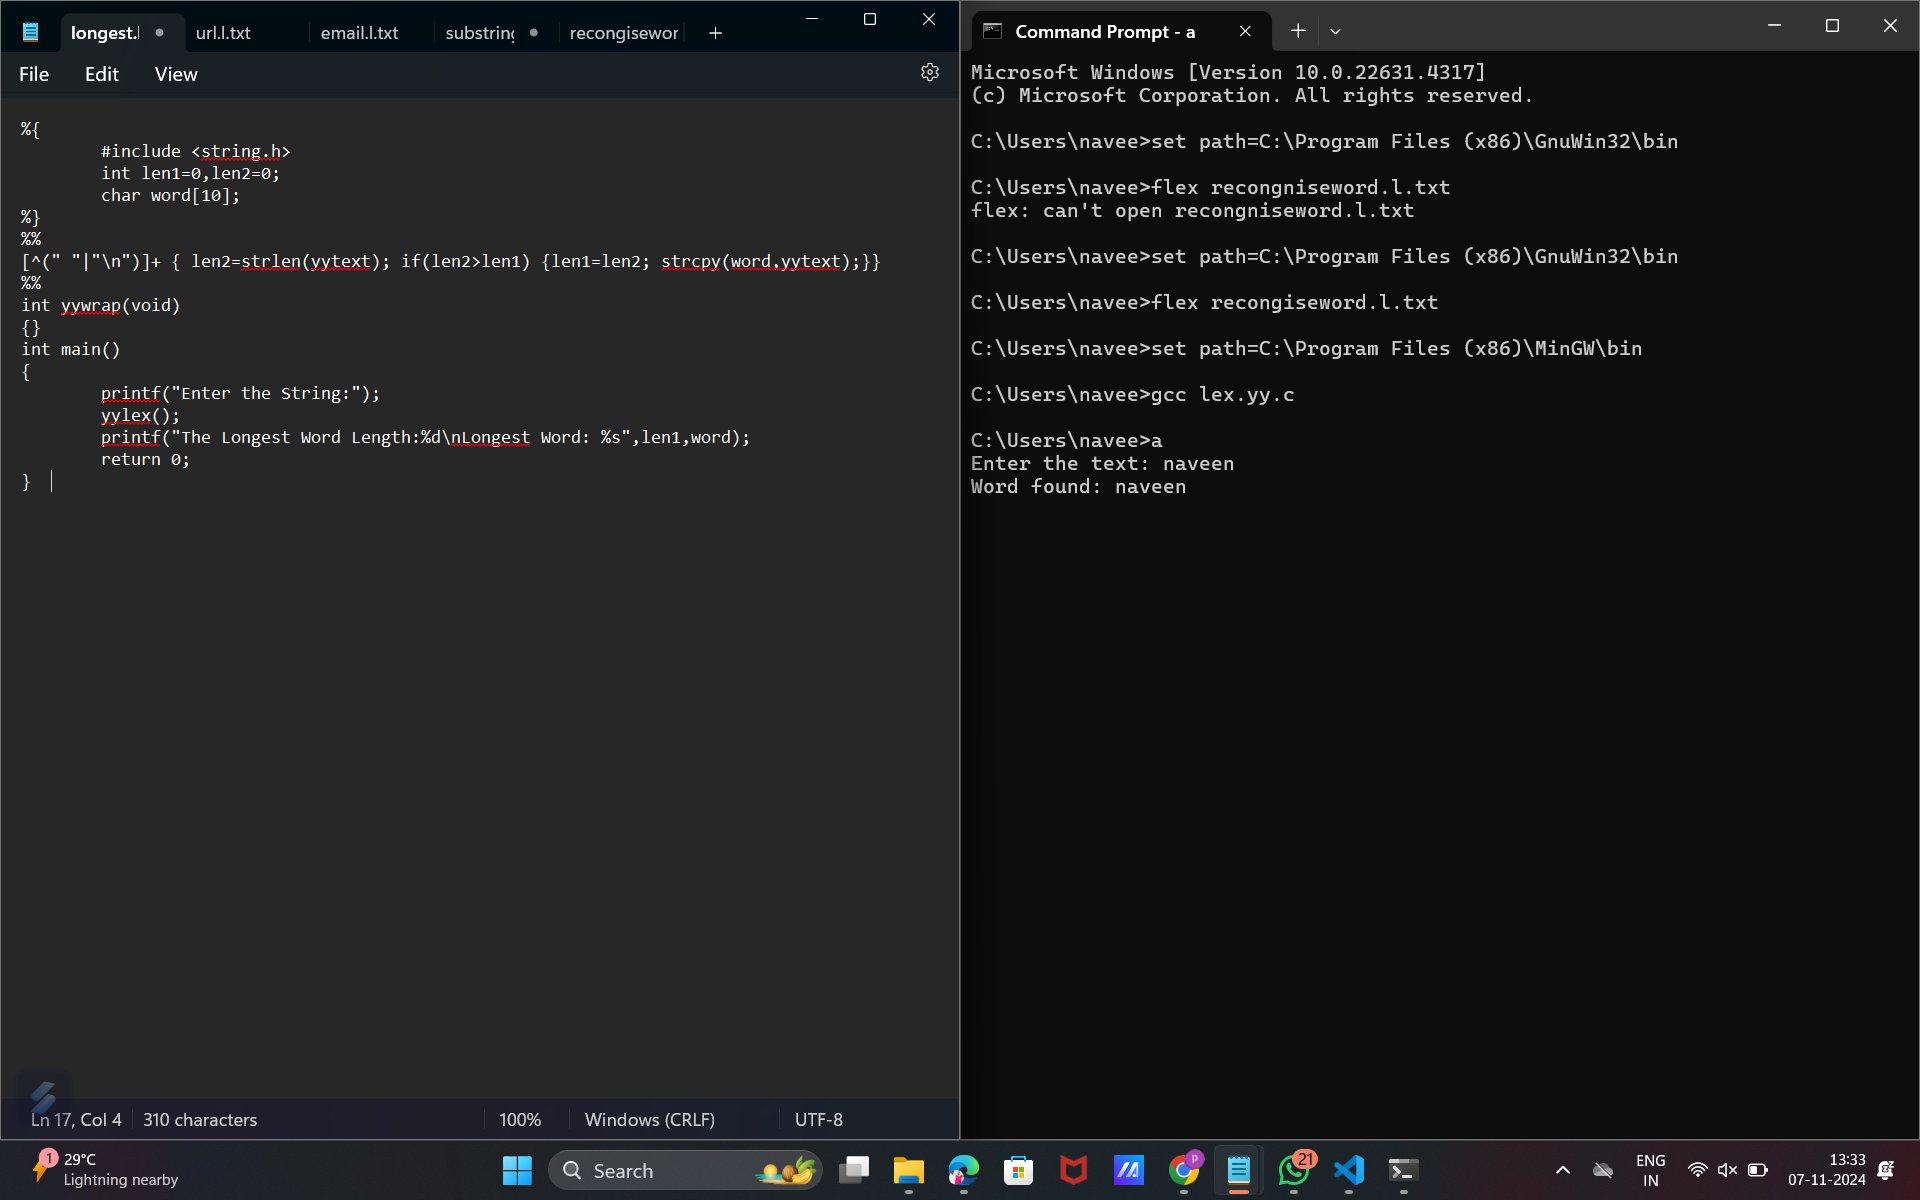 longest.l
url.l.txt
email.l.txt
substring
recongisewor
File
Edit
View
%{
#include <string.h>
int len1=0,len2=0;
char word[10];
%}
%%
[^(" "|"\n")]+ { len2=strlen(yytext); if(len2>len1) {len1=len2; strcpy(word,yytext);}}
%%
int yywrap(void)
{}
int main()
{
printf("Enter the String:");
yylex();
printf("The Longest Word Length:%d\nLongest Word: %s",len1,word);
return 0;
}
Ln 17, Col 4
310 characters
100%
Windows (CRLF)
UTF-8
Command Prompt - a
Microsoft Windows [Version 10.0.22631.4317]
(c) Microsoft Corporation. All rights reserved.
C:\Users\navee>set path=C:\Program Files (x86)\GnuWin32\bin
C:\Users\navee>flex recongniseword.l.txt
flex: can't open recongniseword.l.txt
C:\Users\navee>set path=C:\Program Files (x86)\GnuWin32\bin
C:\Users\navee>flex recongiseword.l.txt
C:\Users\navee>set path=C:\Program Files (x86)\MinGW\bin
C:\Users\navee>gcc lex.yy.c
C:\Users\navee>a
Enter the text: naveen
Word found: naveen
1
29°C
Lightning nearby
Search
P
21
ENG
IN
13:33
07-11-2024